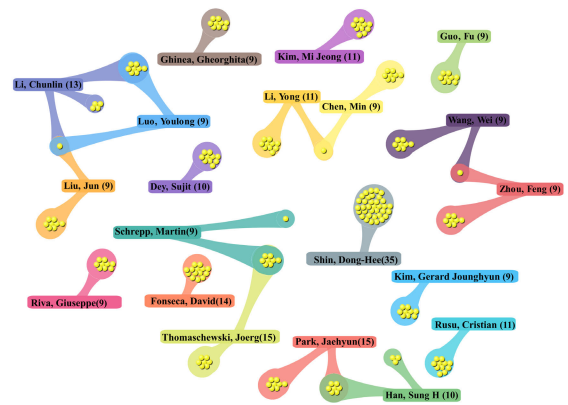 Guo, Fu (9)
Ghinea, Gheorghita(9)
Kim, Mi Jeong (11)
Li, Chunlin (13)
Li, Yong (11)
Chen, Min (9)
Luo, Youlong (9)
Wang, Wei (9)
Liu, Jun (9)
Dey, Sujit (10)
Zhou, Feng (9)
Schrepp, Martin(9)
Shin, Dong-Hee(35)
Kim, Gerard Jounghyun (9)
Riva, Giuseppe(9)
Fonseca, David(14)
Rusu, Cristian (11)
Thomaschewski, Joerg(15)
Park, Jaehyun(15)
Han, Sung H (10)